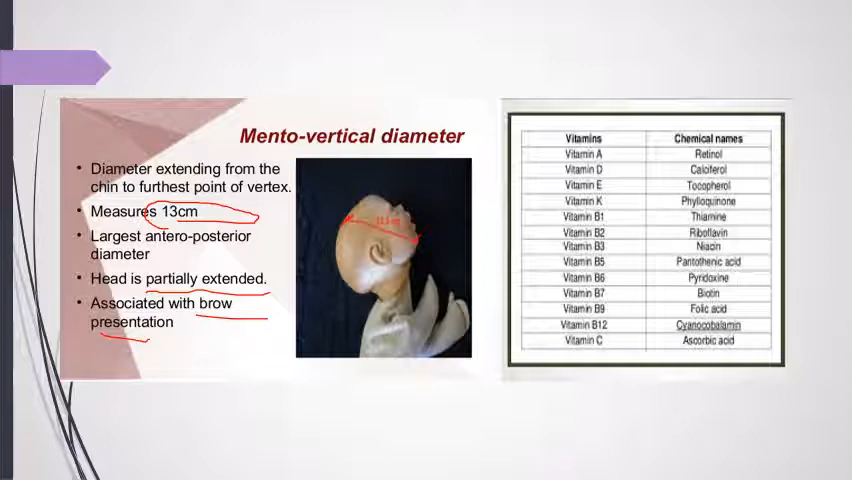 Mento-vertical diameter
• Diameter extending from the
chin to furthest point of vertex.
• Measures 13cm
• Largest antero-posterior
diameter
• Head is partially extended.
• Associated with brow
presentation
Vitamins Chemical names
Vitamin A Retinol
Vitamin D Calciferol
Vitamin E Tocopherol
Vitamin K Phylloquinone
Vitamin B1 Thiamine
Vitamin B2 Riboflavin
Vitamin B3 Niacin
Vitamin B5 Pantothenic acid
Vitamin B6 Pyridoxine
Vitamin B7 Biotin
Vitamin B9 Folic acid
Vitamin B12 Cyanocobalamin
Vitamin C Ascorbic acid